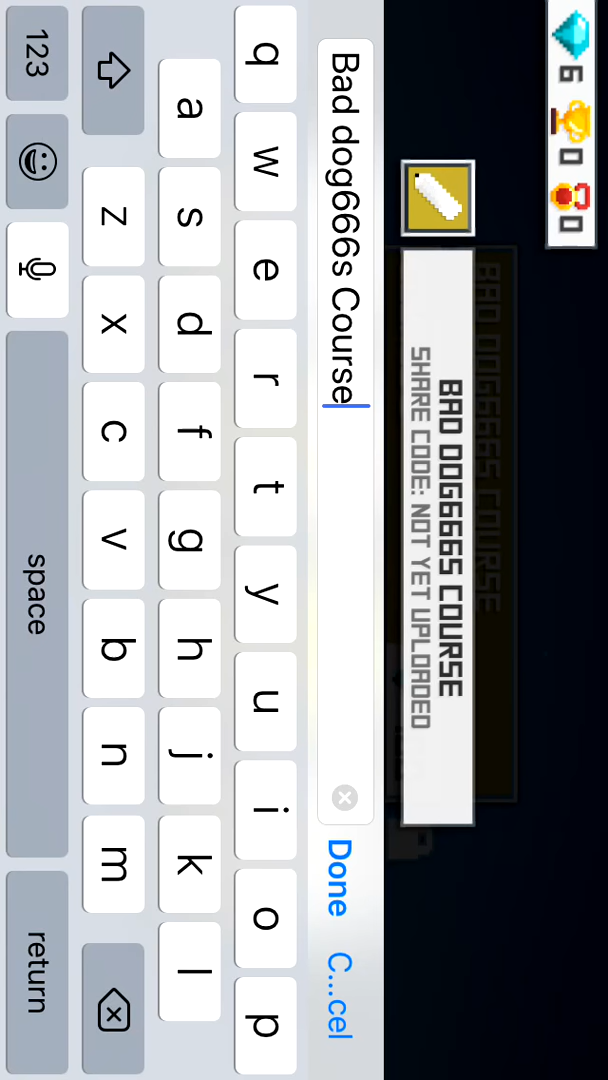 6 0 0
BAD DOG666S COURSE
BAD DOG666S COURSE
SHARE CODE: NOT YET UPLOADED
Bad dog666s Course Done C...cel
q w e r t y u i o p
a s d f g h j k l
z x c v b n m
123 space return